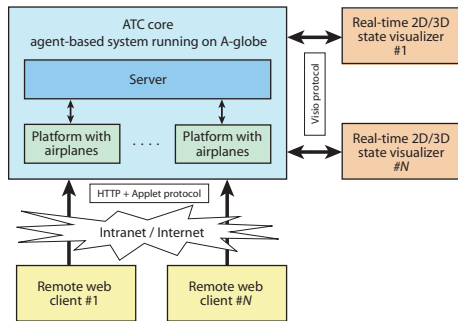 ATC core
agent-based system running on A-globe
Server
Platform with
airplanes
. . . .
Platform with
airplanes
Real-time 2D/3D
state visualizer
#1
Visio protocol
Real-time 2D/3D
state visualizer
#N
HTTP + Applet protocol
Intranet / Internet
Remote web
client #1
Remote web
client #N